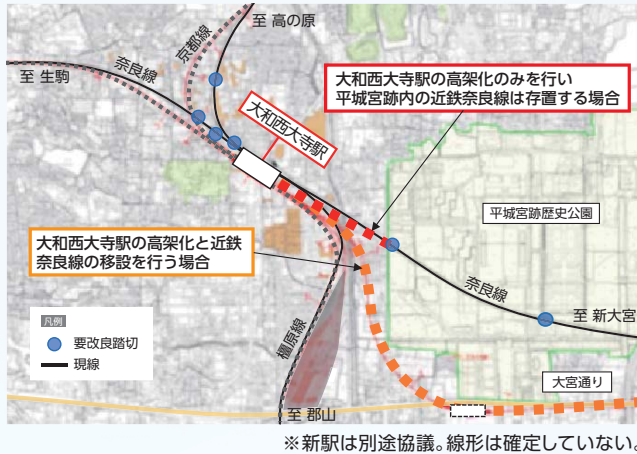 至 高の原
京都線
奈良線
至 生駒
大和西大寺駅の高架化のみを行い
平城宮跡内の近鉄奈良線は存置する場合
大和西大寺駅
平城宮跡歴史公園
大和西大寺駅の高架化と近鉄
奈良線の移設を行う場合
奈良線
至 新大宮
凡例
要改良踏切
現線
橿原線
大宮通り
至 郡山
※新駅は別途協議。線形は確定していない。